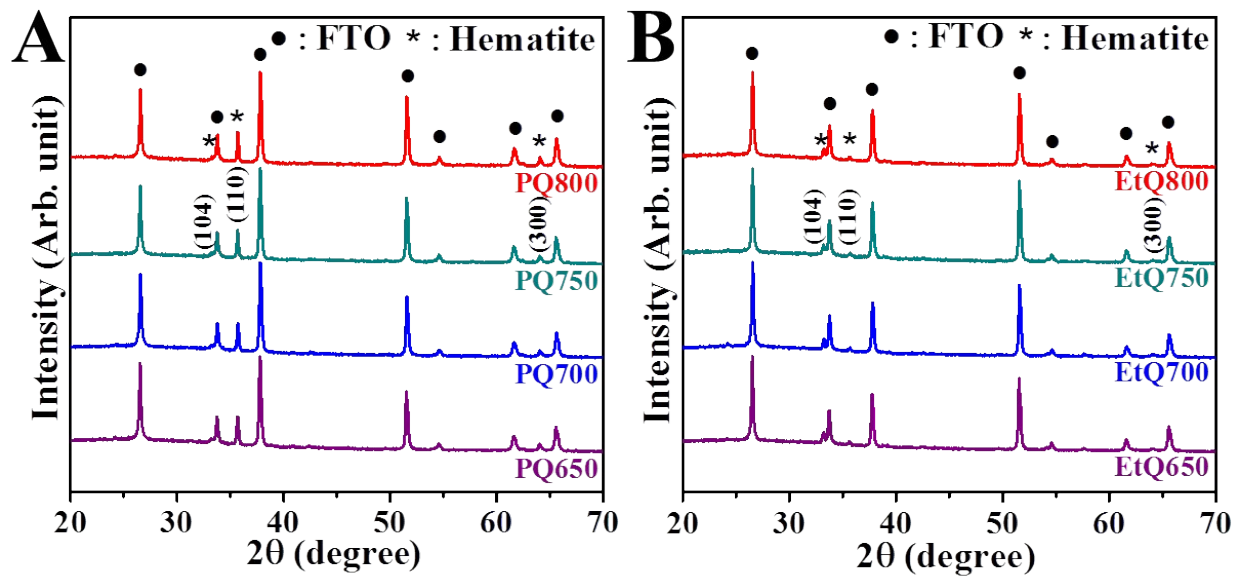 A
● : FTO * : Hematite
Intensity (Arb. unit)
PQ800
(104)
(110)
(300)
PQ750
PQ700
PQ650
20 30 40 50 60 70
2θ (degree)
B
● : FTO * : Hematite
Intensity (Arb. unit)
EtQ800
(104)
(110)
(300)
EtQ750
EtQ700
EtQ650
20 30 40 50 60 70
2θ (degree)